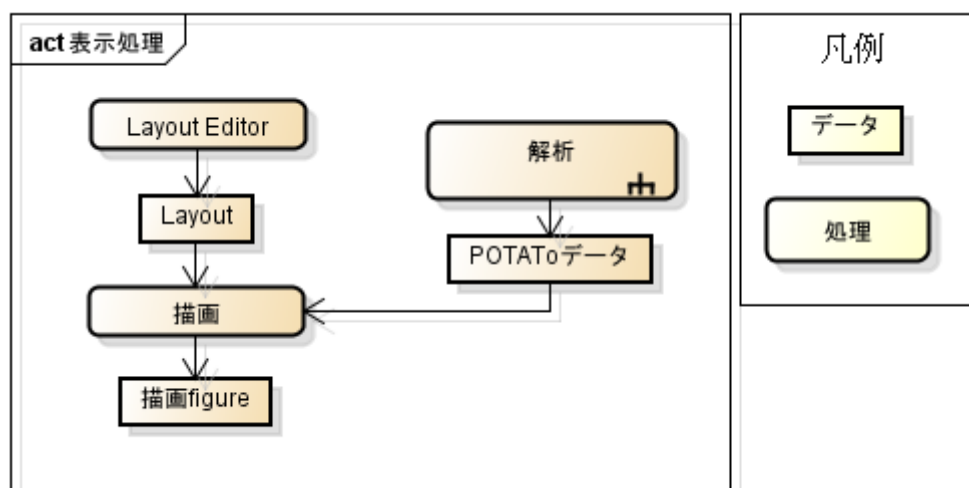 act 表示処理
Layout Editor
Layout
描画
描画figure
解析
POTAToデータ
凡例
データ
処理